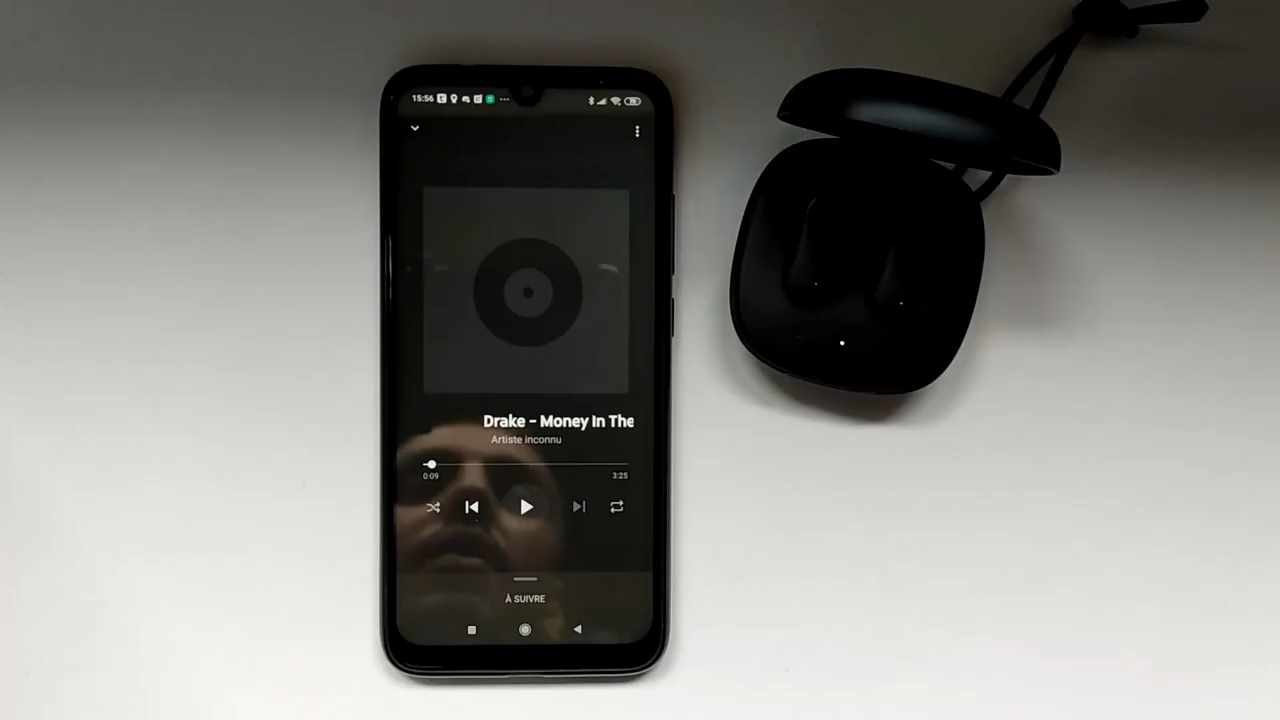 15:56
Drake - Money In The
Artiste inconnu
0:09 3:25
À SUIVRE